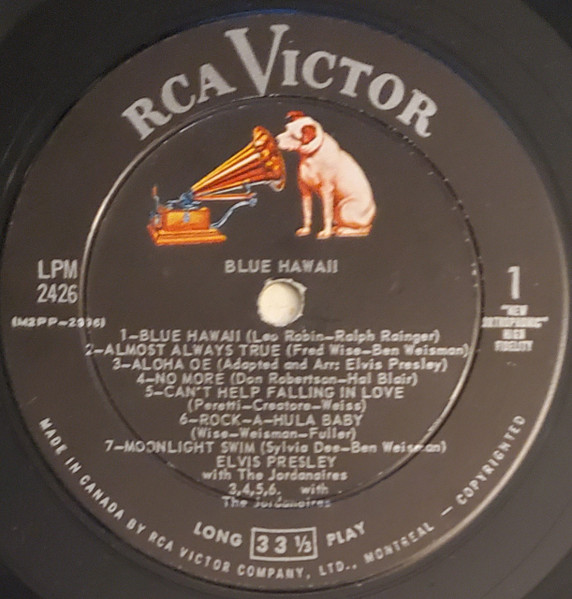 RCA VICTOR
BLUE HAWAII
LPM
2426
(M2PP-2996)
1
"NEW
ORTHOPHONIC"
HIGH
FIDELITY
1-BLUE HAWAII (Leo Robin-Ralph Rainger)
2-ALMOST ALWAYS TRUE (Fred Wise-Ben Weisman)
3-ALOHA OE (Adapted and Arr: Elvis Presley)
4-NO MORE (Don Robertson-Hal Blair)
5-CAN'T HELP FALLING IN LOVE
(Peretti-Creatore-Weiss)
6-ROCK-A-HULA BABY
(Wise-Weisman-Fuller)
7-MOONLIGHT SWIM (Sylvia Dee-Ben Weisman)
ELVIS PRESLEY
with The Jordanaires
3,4,5,6. with
The Jordanaires
LONG 33 1/3 PLAY
MADE IN CANADA BY RCA VICTOR COMPANY, LTD., MONTREAL — COPYRIGHTED